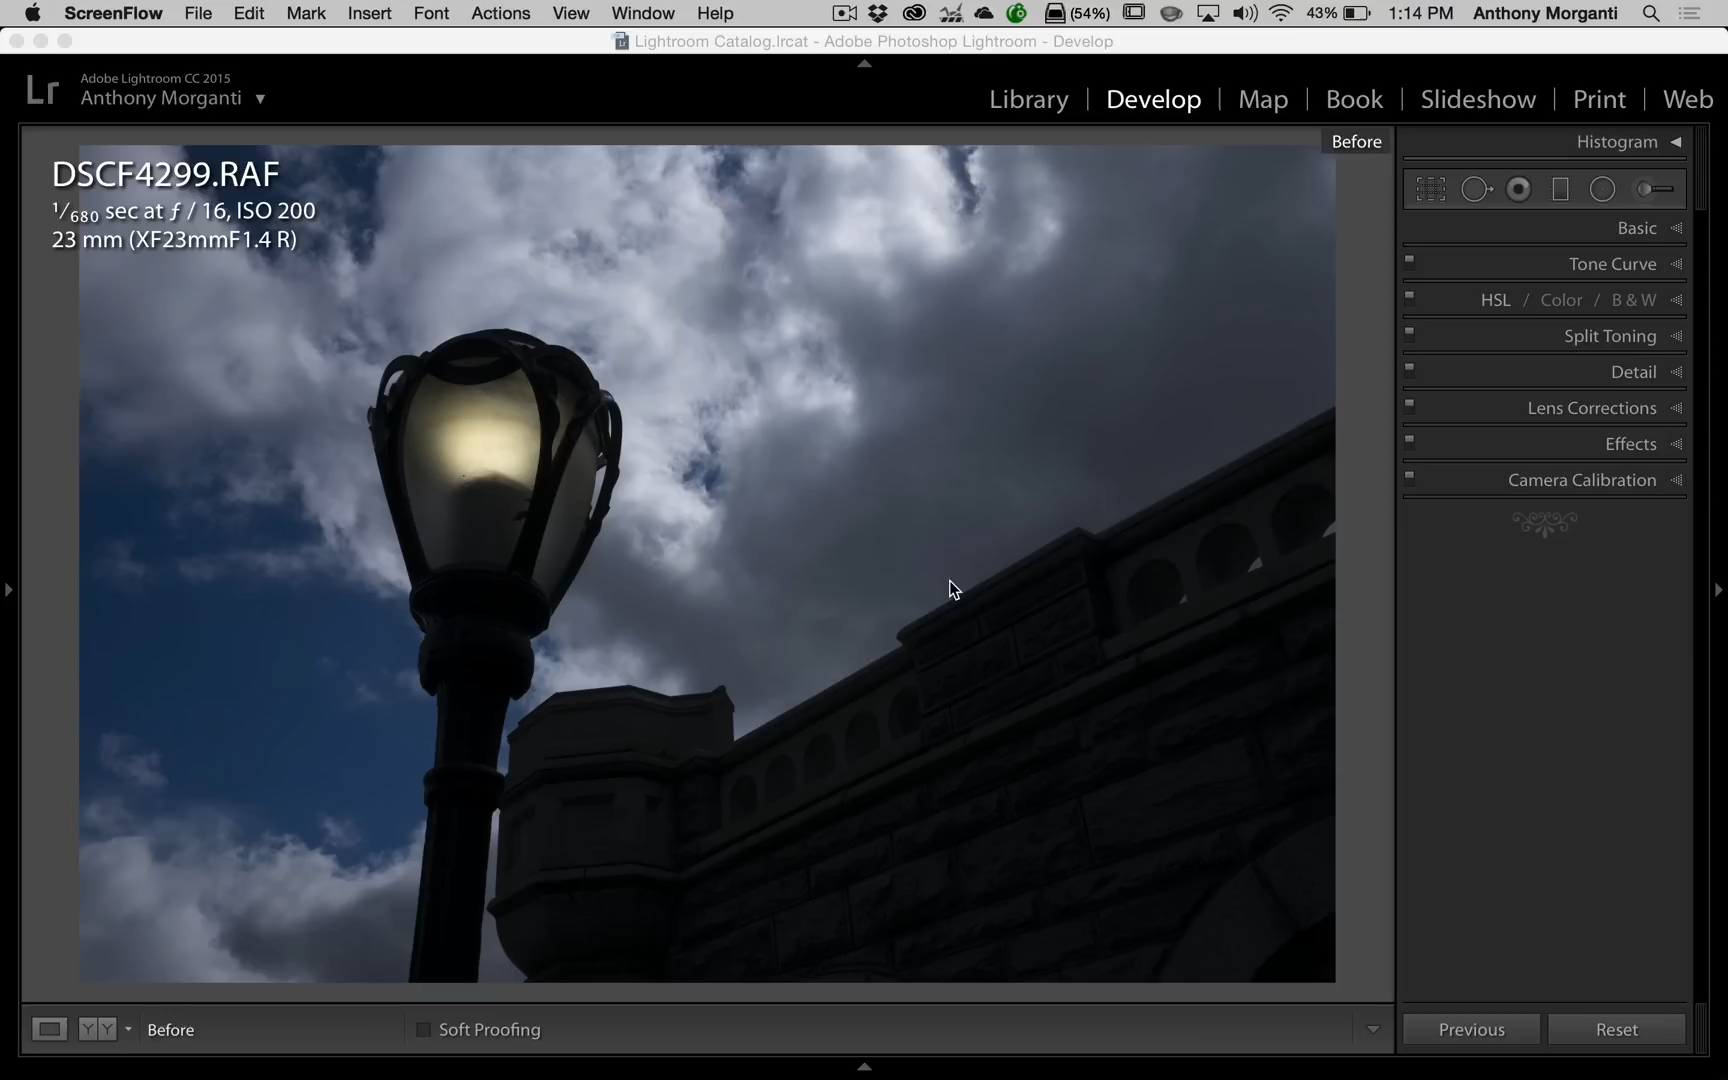 ScreenFlow File Edit Mark Insert Font Actions View Window Help (54%) 43% 1:14 PM Anthony Morganti
Lightroom Catalog.lrcat - Adobe Photoshop Lightroom - Develop
Lr
Adobe Lightroom CC 2015
Anthony Morganti
Library | Develop | Map | Book | Slideshow | Print | Web
Before
Histogram
DSCF4299.RAF
1/680 sec at ƒ / 16, ISO 200
23 mm (XF23mmF1.4 R)
Basic
Tone Curve
HSL / Color / B & W
Split Toning
Detail
Lens Corrections
Effects
Camera Calibration
YY Before Soft Proofing
Previous Reset